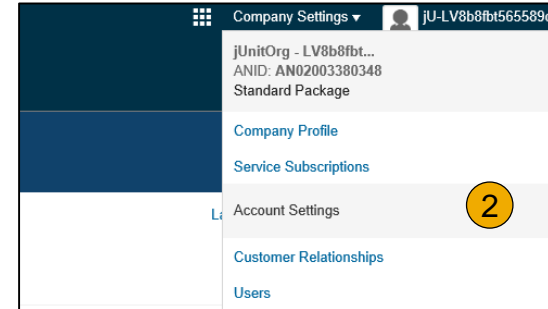 Company Settings ▾ jU-LV8b8fbt565589
jUnitOrg - LV8b8fbt...
ANID: AN02003380348
Standard Package
Company Profile
Service Subscriptions
Account Settings
2
Customer Relationships
Users